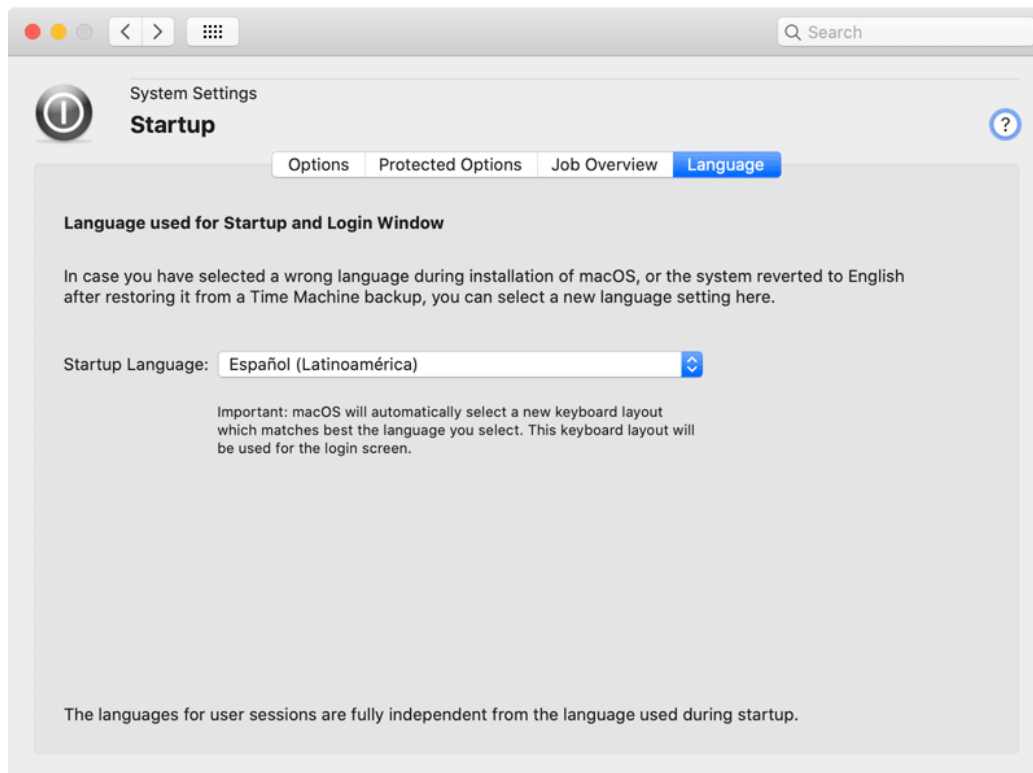 Search
System Settings
Startup
?
Options
Protected Options
Job Overview
Language
Language used for Startup and Login Window
In case you have selected a wrong language during installation of macOS, or the system reverted to English
after restoring it from a Time Machine backup, you can select a new language setting here.
Startup Language: Español (Latinoamérica)
Important: macOS will automatically select a new keyboard layout
which matches best the language you select. This keyboard layout will
be used for the login screen.
The languages for user sessions are fully independent from the language used during startup.